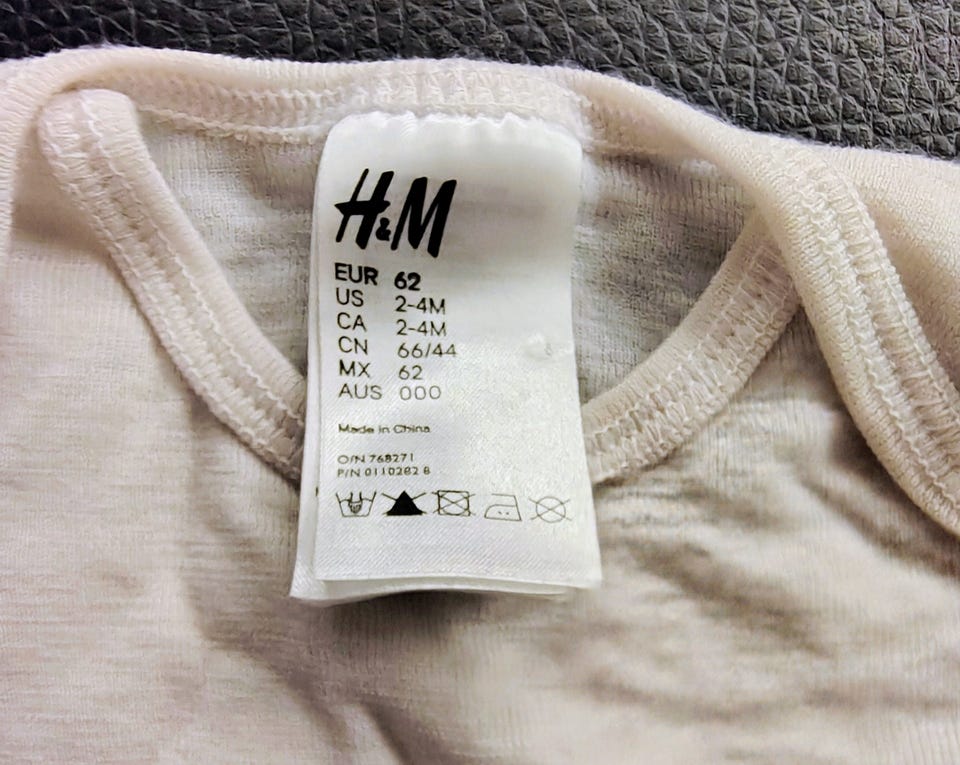 H&M
EUR 62
US 2-4M
CA 2-4M
CN 66/44
MX 62
AUS 000
Made in China
O/N 768271
P/N 0110282 8